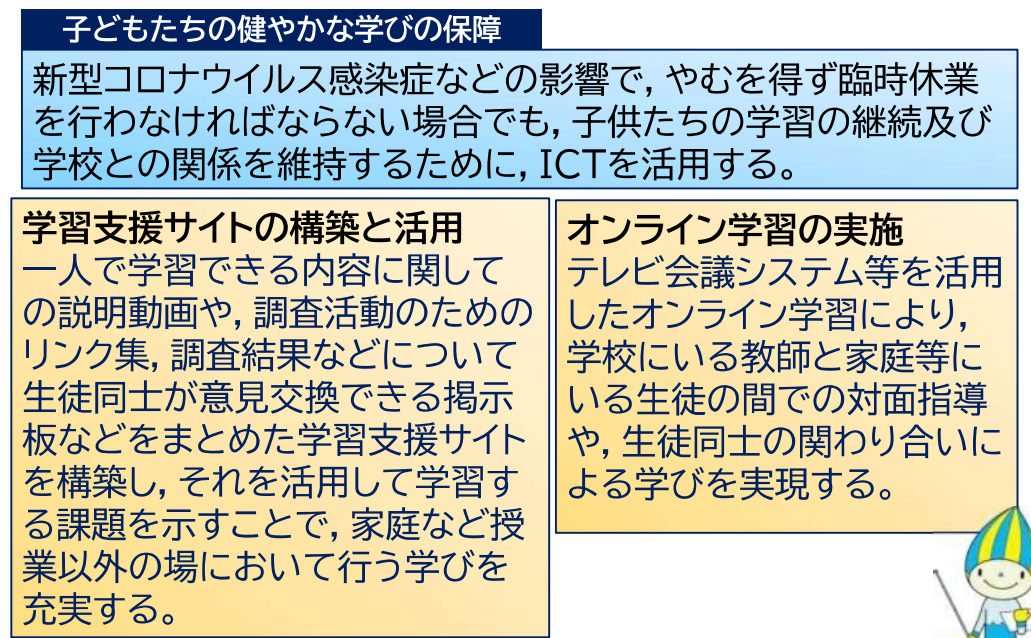 子どもたちの健やかな学びの保障
新型コロナウイルス感染症などの影響で，やむを得ず臨時休業
を行わなければならない場合でも，子供たちの学習の継続及び
学校との関係を維持するために，ICTを活用する。
学習支援サイトの構築と活用
一人で学習できる内容に関して
の説明動画や，調査活動のための
リンク集，調査結果などについて
生徒同士が意見交換できる掲示
板などをまとめた学習支援サイト
を構築し，それを活用して学習す
る課題を示すことで，家庭など授
業以外の場において行う学びを
充実する。
オンライン学習の実施
テレビ会議システム等を活用
したオンライン学習により，
学校にいる教師と家庭等に
いる生徒の間での対面指導
や，生徒同士の関わり合いに
よる学びを実現する。